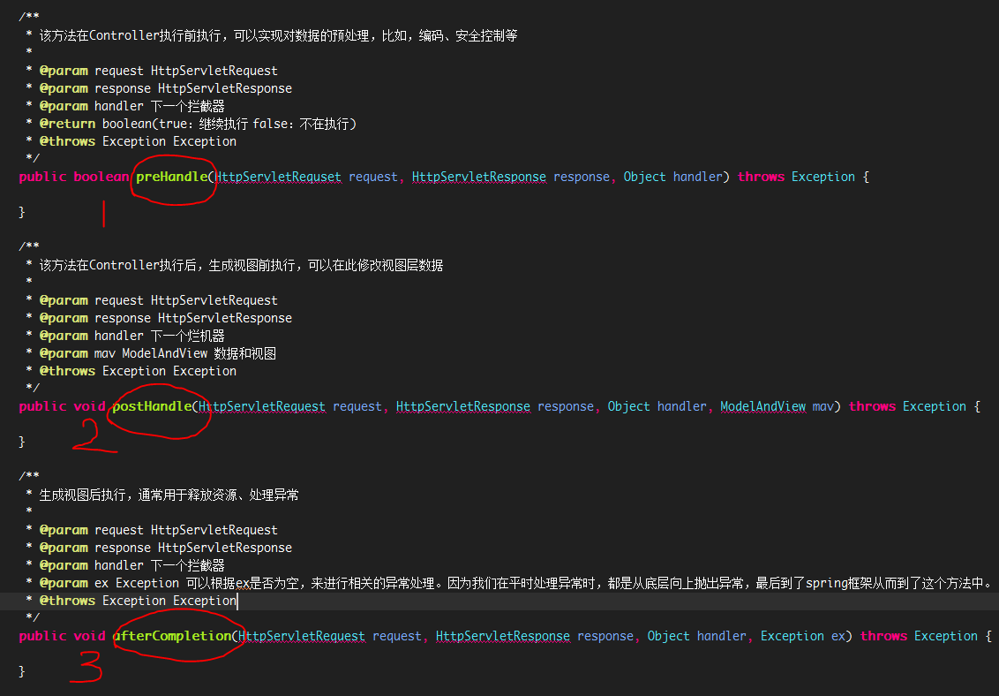 /**
* 该方法在Controller执行前执行，可以实现对数据的预处理，比如，编码、安全控制等
*
* @param request HttpServletRequest
* @param response HttpServletResponse
* @param handler 下一个拦截器
* @return boolean(true：继续执行 false：不在执行)
* @throws Exception Exception
*/
public boolean preHandle(HttpServletRequset request, HttpServletResponse response, Object handler) throws Exception {
}
1
/**
* 该方法在Controller执行后，生成视图前执行，可以在此修改视图层数据
*
* @param request HttpServletRequest
* @param response HttpServletResponse
* @param handler 下一个烂机器
* @param mav ModelAndView 数据和视图
* @throws Exception Exception
*/
public void postHandle(HttpServletRequest request, HttpServletResponse response, Object handler, ModelAndView mav) throws Exception {
2
}
/**
* 生成视图后执行，通常用于释放资源、处理异常
*
* @param request HttpServletRequest
* @param response HttpServletResponse
* @param handler 下一个拦截器
* @param ex Exception 可以根据ex是否为空，来进行相关的异常处理。因为我们在平时处理异常时，都是从底层向上抛出异常，最后到了spring框架从而到了这个方法中。
* @throws Exception Exception
*/
public void afterCompletion(HttpServletRequest request, HttpServletResponse response, Object handler, Exception ex) throws Exception {
3
}